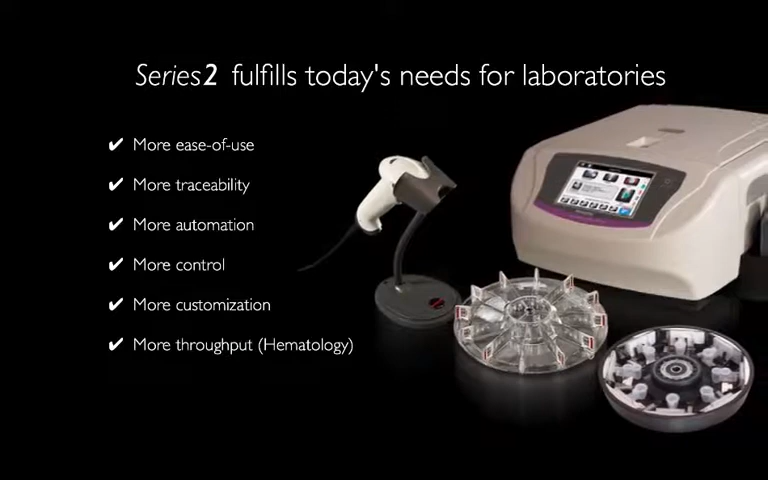 Series2 fulfills today's needs for laboratories
✔ More ease-of-use
✔ More traceability
✔ More automation
✔ More control
✔ More customization
✔ More throughput (Hematology)